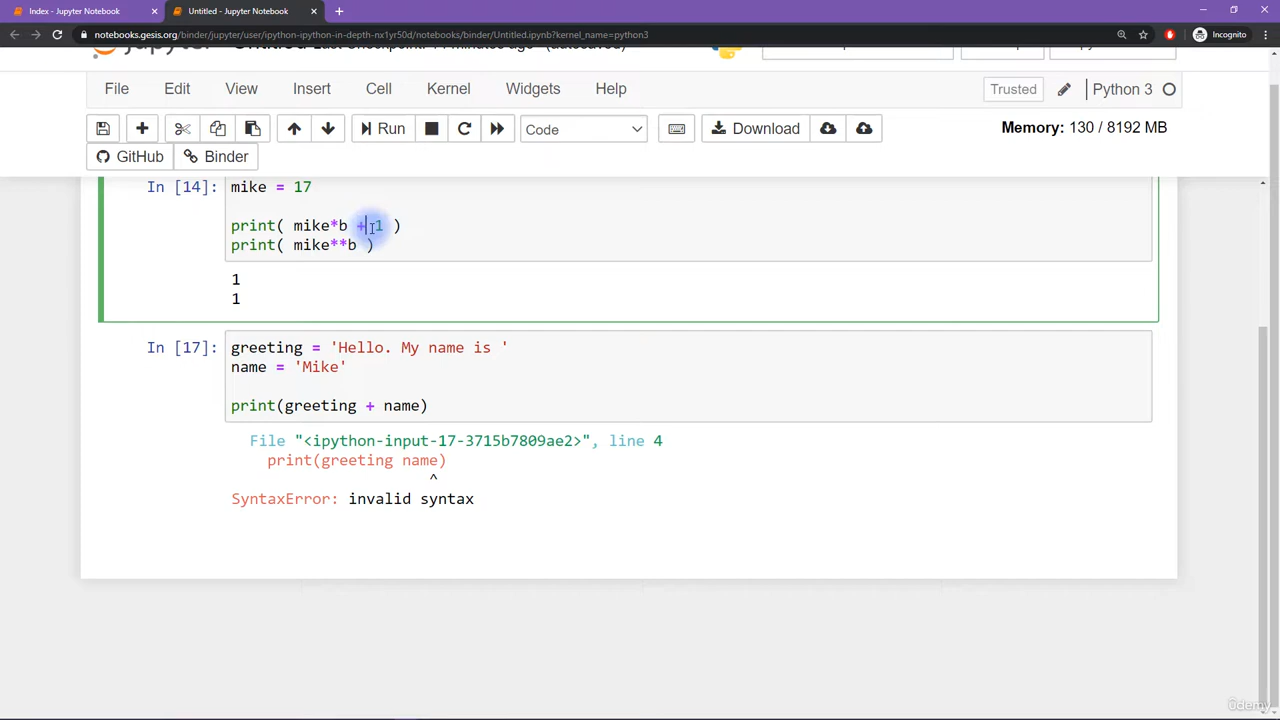 Index - Jupyter Notebook
Untitled - Jupyter Notebook
notebooks.gesis.org/binder/jupyter/user/ipython-ipython-in-depth-nx1yr50d/notebooks/binder/Untitled.ipynb?kernel_name=python3
Incognito
File Edit View Insert Cell Kernel Widgets Help
Trusted
Python 3
Run
Code
Download
Memory: 130 / 8192 MB
GitHub
Binder
In [14]: mike = 17
print( mike*b + 1 )
print( mike**b )
1
1
In [17]: greeting = 'Hello. My name is '
name = 'Mike'
print(greeting + name)
File "<ipython-input-17-3715b7809ae2>", line 4
print(greeting name)
^
SyntaxError: invalid syntax
Udemy